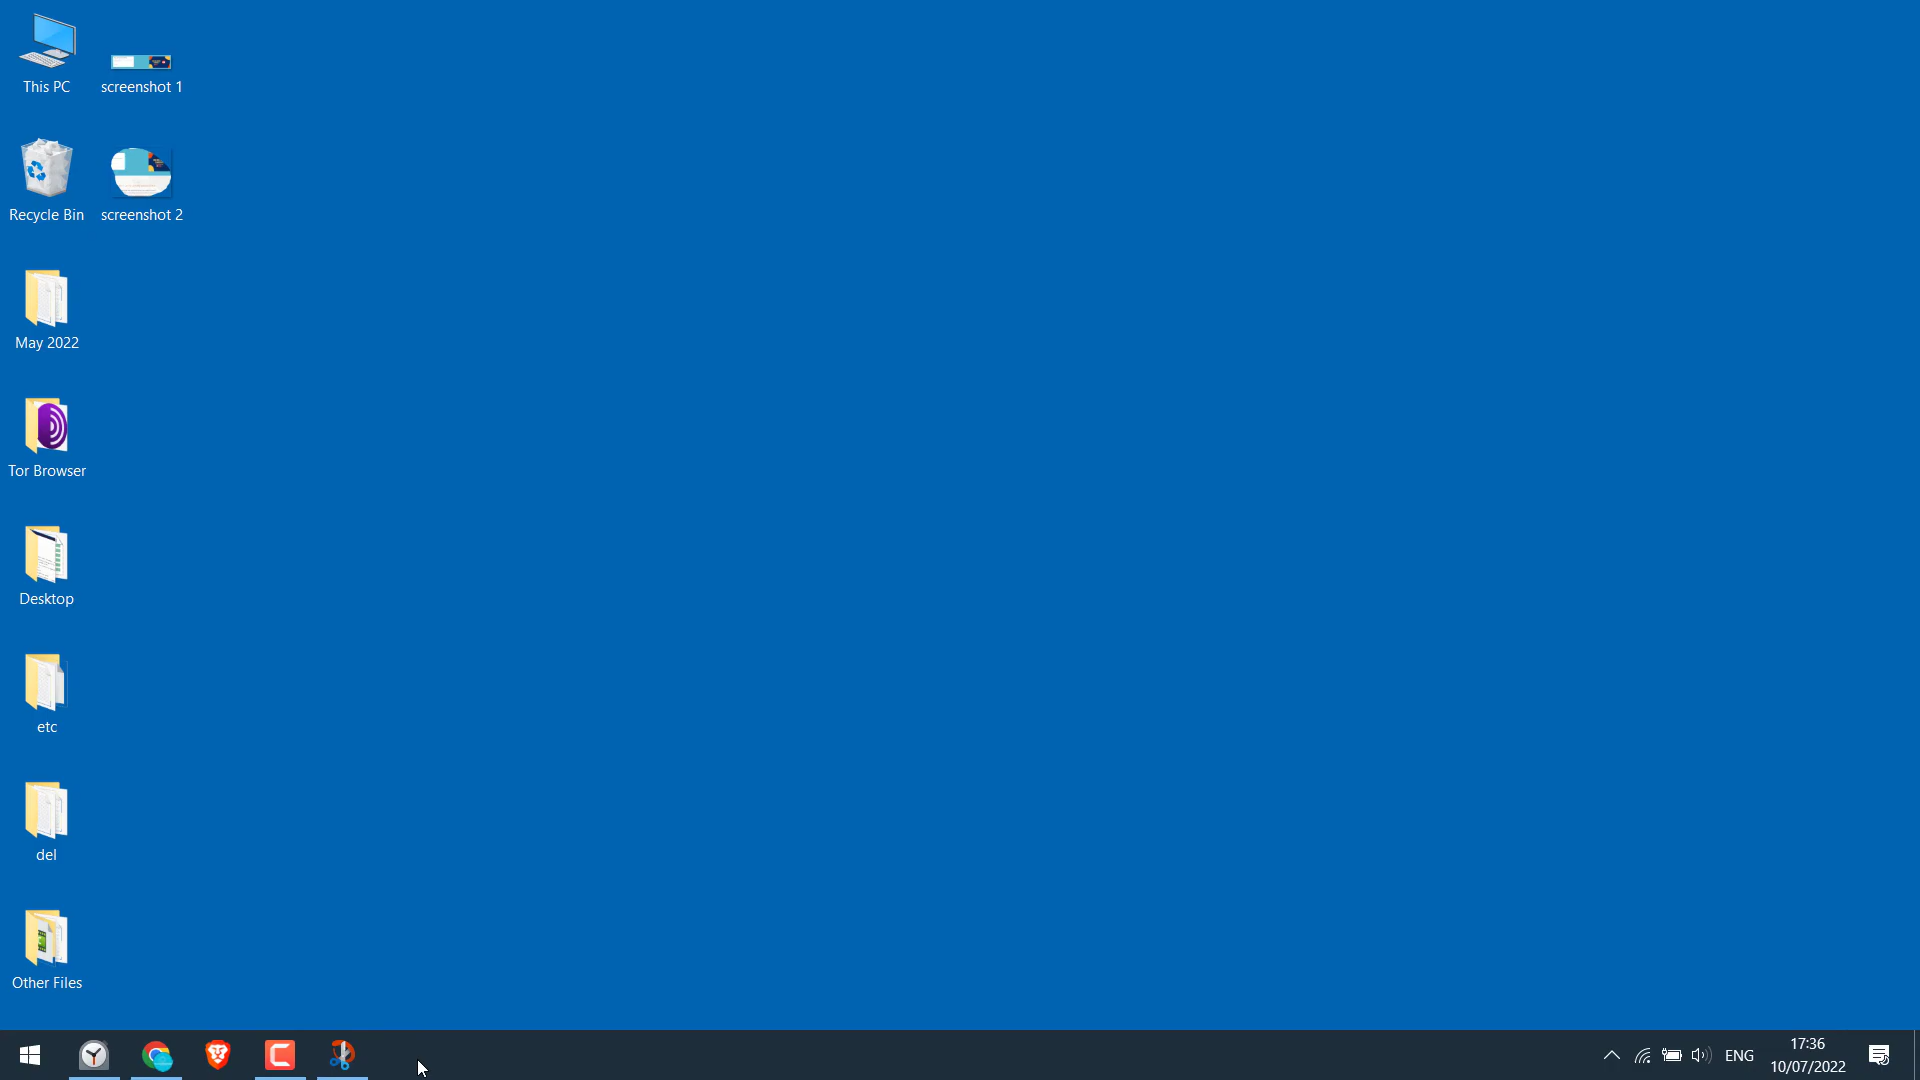 This PC
screenshot 1
Recycle Bin
screenshot 2
May 2022
Tor Browser
Desktop
etc
del
Other Files
ENG
17:36
10/07/2022